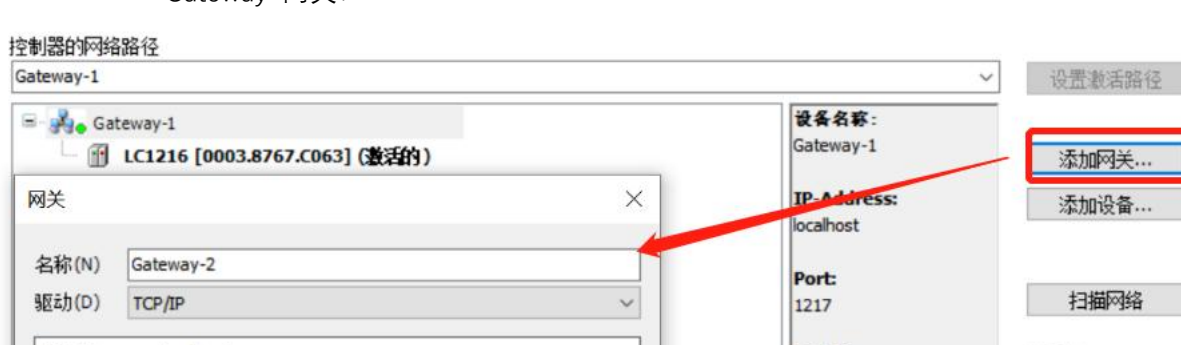 Gateway 网关:
控制器的网络路径
Gateway-1
设置激活路径
Gateway-1
LC1216 [0003.8767.C063] (激活的)
设备名称:
Gateway-1
IP-Address:
localhost
Port:
1217
添加网关...
添加设备...
扫描网络
网关
名称(N) Gateway-2
驱动(D) TCP/IP